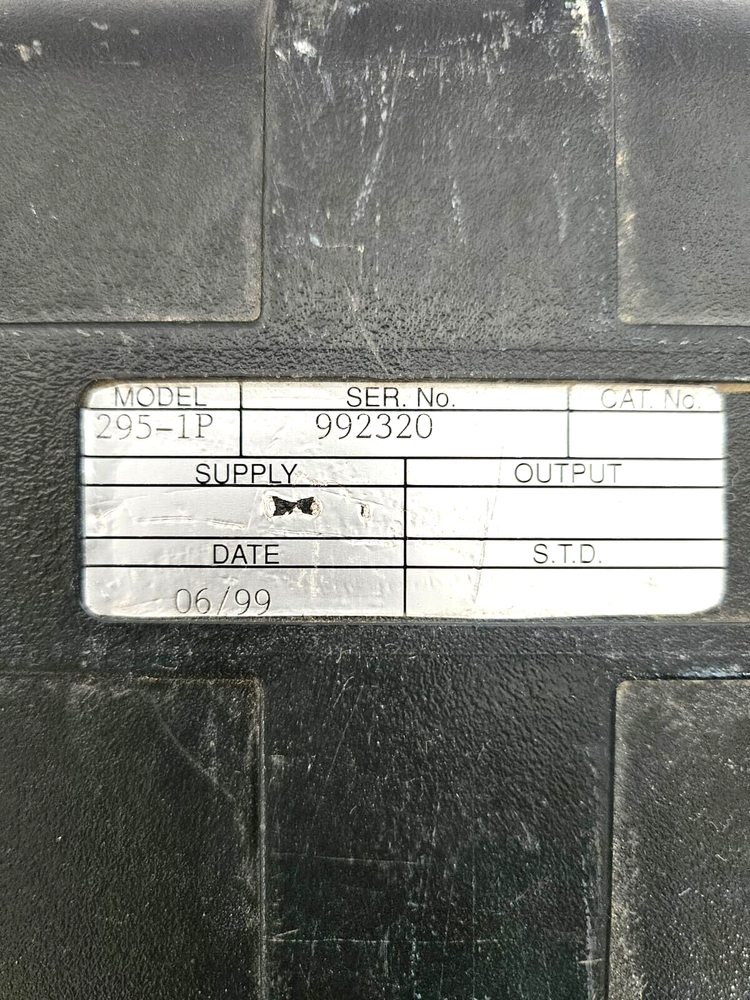 MODEL SER. No. CAT. No.
295-1P 992320
SUPPLY OUTPUT
DATE S.T.D.
06/99